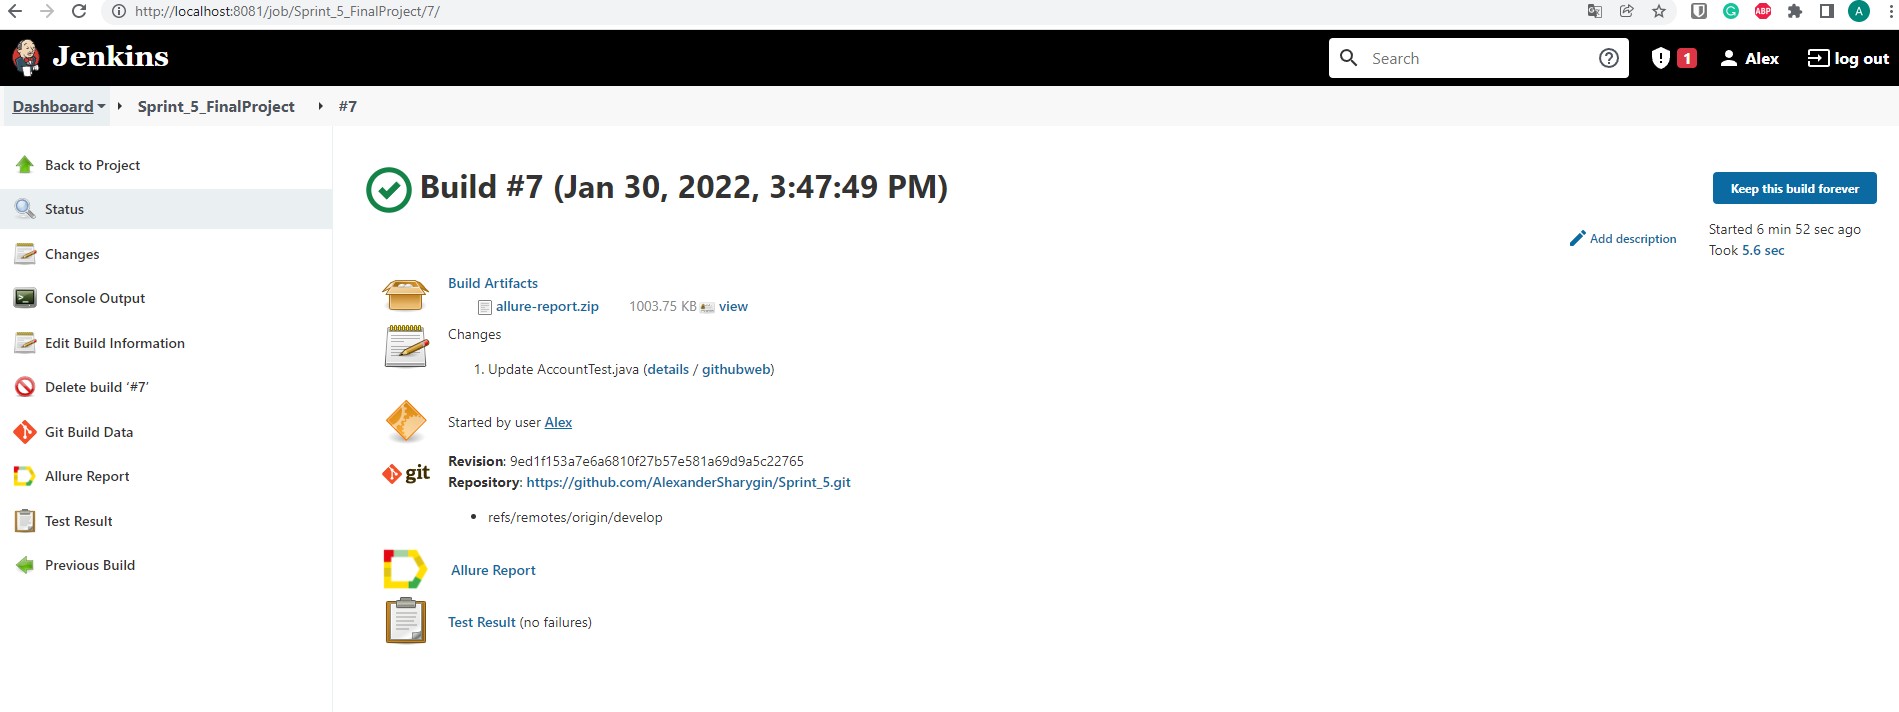 http://localhost:8081/job/Sprint_5_FinalProject/7/
ABP
A
Jenkins
Search
1
Alex
log out
Dashboard
Sprint_5_FinalProject
#7
Back to Project
Status
Changes
Console Output
Edit Build Information
Delete build ‘#7’
Git Build Data
Allure Report
Test Result
Previous Build
Build #7 (Jan 30, 2022, 3:47:49 PM)
Keep this build forever
Add description
Started 6 min 52 sec ago
Took 5.6 sec
Build Artifacts
allure-report.zip 1003.75 KB view
Changes
1. Update AccountTest.java (details / githubweb)
Started by user Alex
git
Revision: 9ed1f153a7e6a6810f27b57e581a69d9a5c22765
Repository: https://github.com/AlexanderSharygin/Sprint_5.git
• refs/remotes/origin/develop
Allure Report
Test Result (no failures)